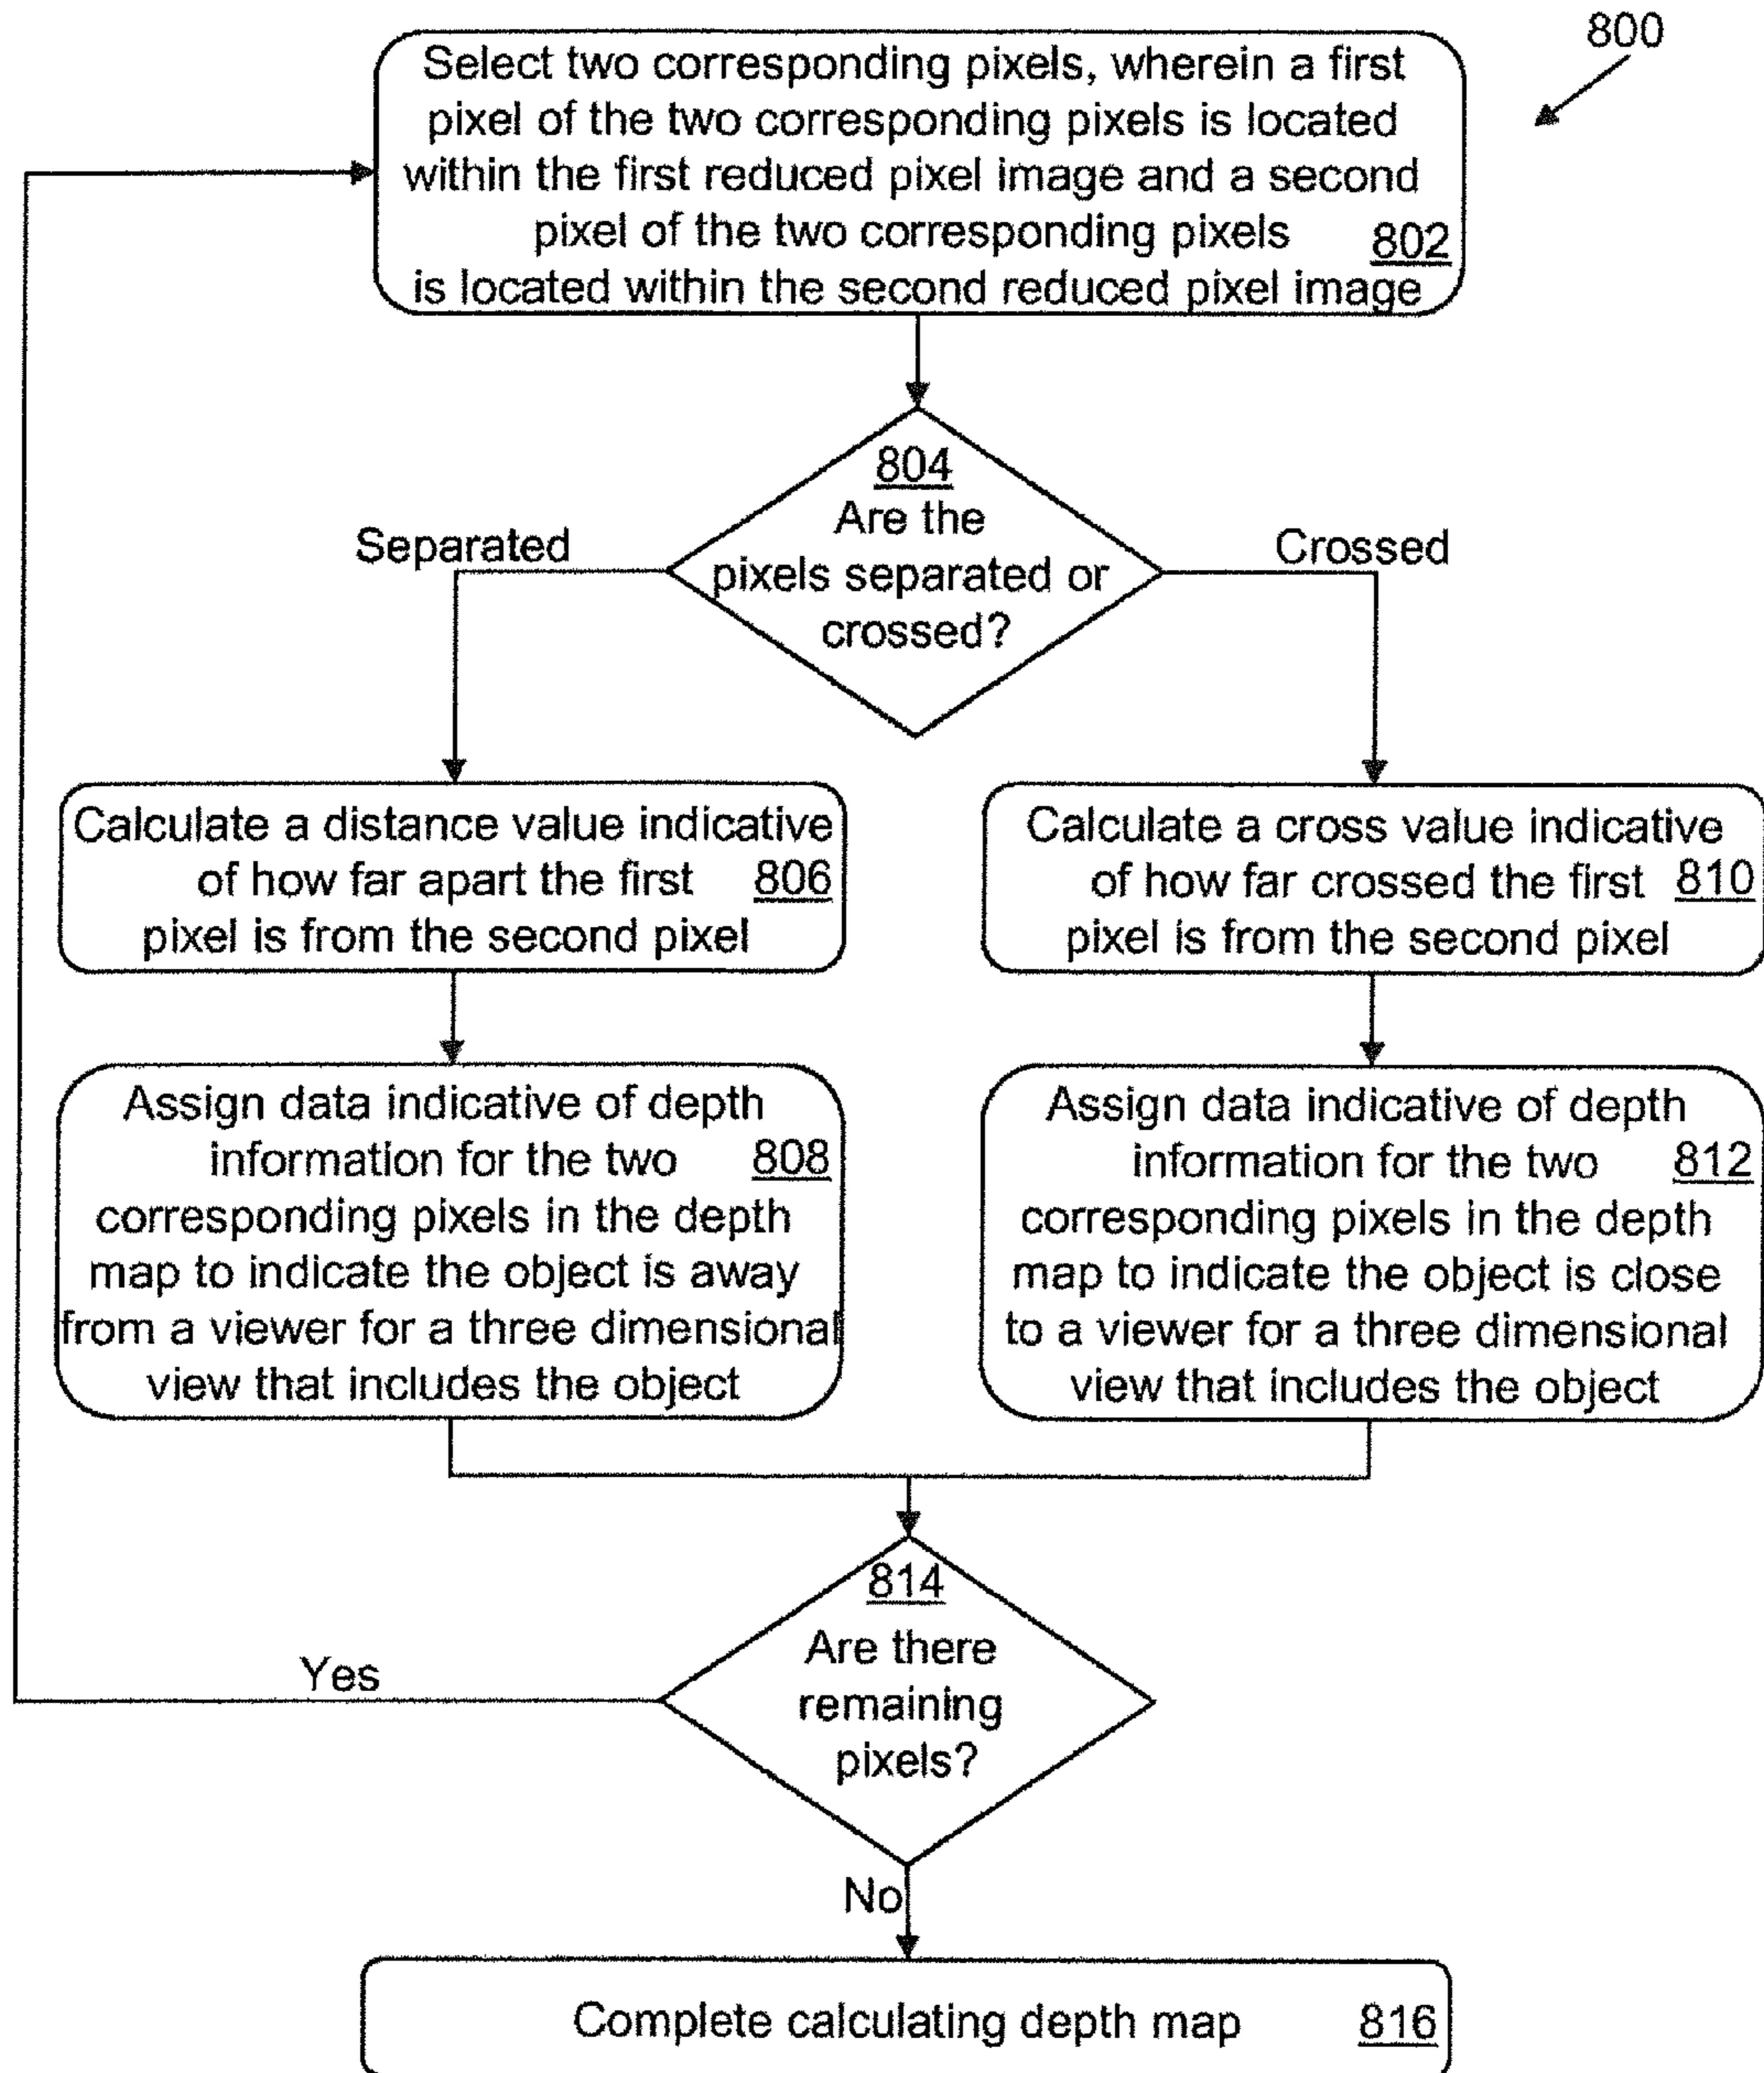 800
Select two corresponding pixels, wherein a first
pixel of the two corresponding pixels is located
within the first reduced pixel image and a second
pixel of the two corresponding pixels 802
is located within the second reduced pixel image
804
Are the
pixels separated or
crossed?
Separated
Crossed
Calculate a distance value indicative
of how far apart the first 806
pixel is from the second pixel
Calculate a cross value indicative
of how far crossed the first 810
pixel is from the second pixel
Assign data indicative of depth
information for the two 808
corresponding pixels in the depth
map to indicate the object is away
from a viewer for a three dimensional
view that includes the object
Assign data indicative of depth
information for the two 812
corresponding pixels in the depth
map to indicate the object is close
to a viewer for a three dimensional
view that includes the object
814
Are there
remaining
pixels?
Yes
No
Complete calculating depth map 816